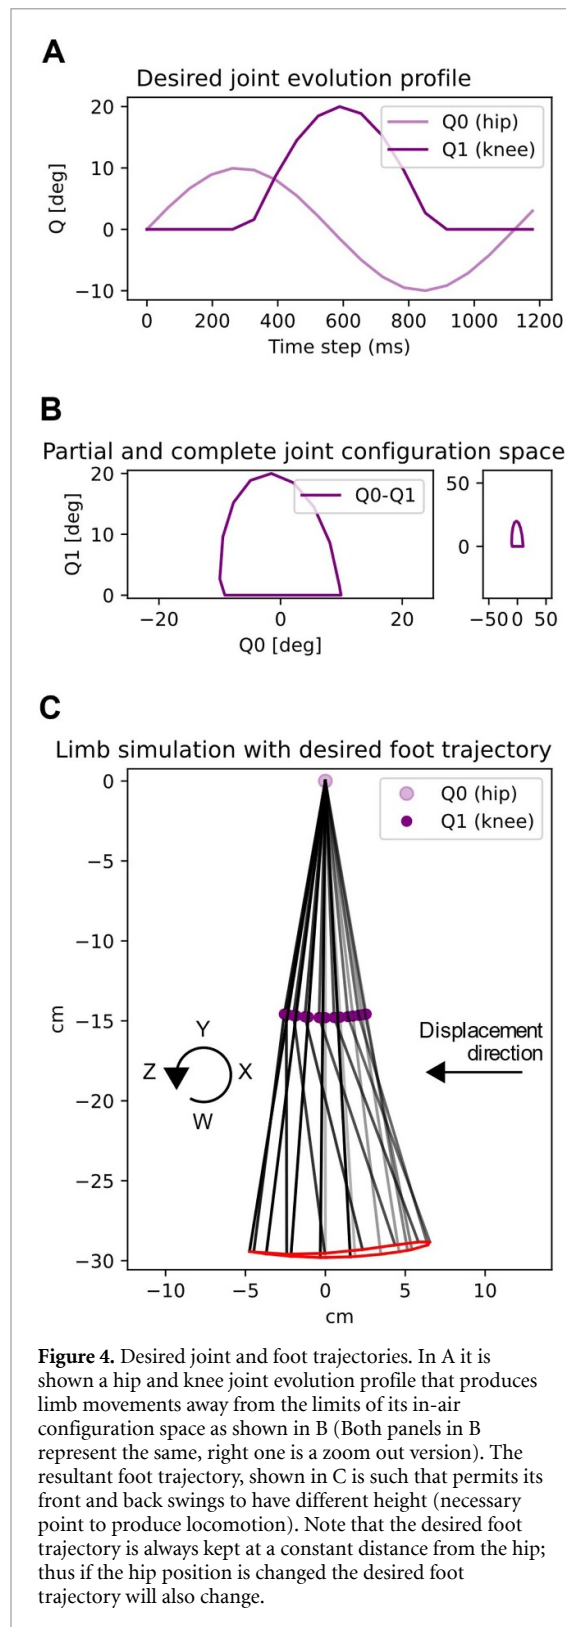 A
Desired joint evolution profile
20
10
0
−10
Q [deg]
Q0 (hip)
Q1 (knee)
0 200 400 600 800 1000 1200
Time step (ms)
B
Partial and complete joint configuration space
20
10
0
Q1 [deg]
Q0-Q1
−20 0 20
Q0 [deg]
50
0
−50 0 50
C
Limb simulation with desired foot trajectory
0
−5
−10
−15
−20
−25
−30
cm
Q0 (hip)
Q1 (knee)
Displacement
direction
Y
Z X
W
−10 −5 0 5 10
cm
Figure 4. Desired joint and foot trajectories. In A it is
shown a hip and knee joint evolution profile that produces
limb movements away from the limits of its in-air
configuration space as shown in B (Both panels in B
represent the same, right one is a zoom out version). The
resultant foot trajectory, shown in C is such that permits its
front and back swings to have different height (necessary
point to produce locomotion). Note that the desired foot
trajectory is always kept at a constant distance from the hip;
thus if the hip position is changed the desired foot
trajectory will also change.